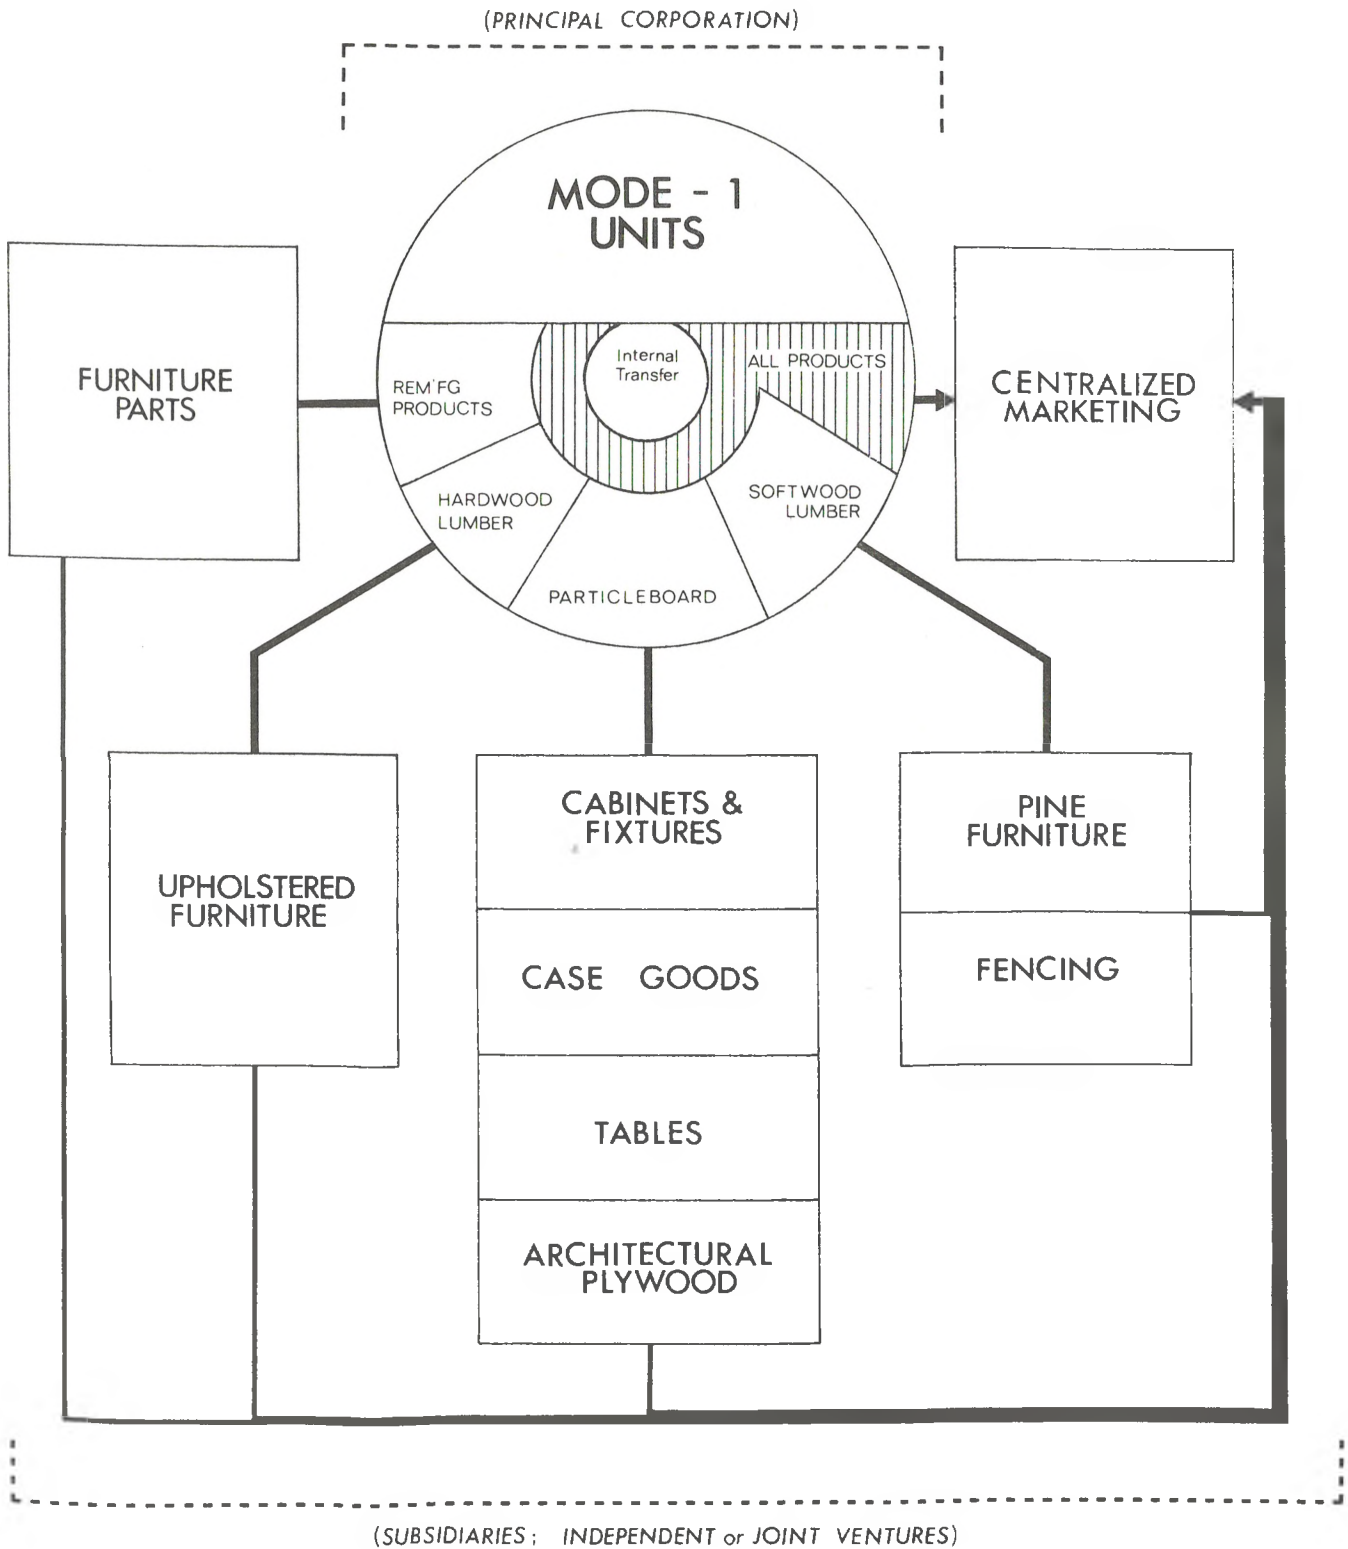 (PRINCIPAL CORPORATION)
MODE - 1
UNITS
FURNITURE
PARTS
REM'FG
PRODUCTS
Internal
Transfer
ALL PRODUCTS
CENTRALIZED
MARKETING
HARDWOOD
LUMBER
SOFTWOOD
LUMBER
PARTICLEBOARD
UPHOLSTERED
FURNITURE
CABINETS &
FIXTURES
CASE GOODS
TABLES
ARCHITECTURAL
PLYWOOD
PINE
FURNITURE
FENCING
(SUBSIDIARIES; INDEPENDENT or JOINT VENTURES)